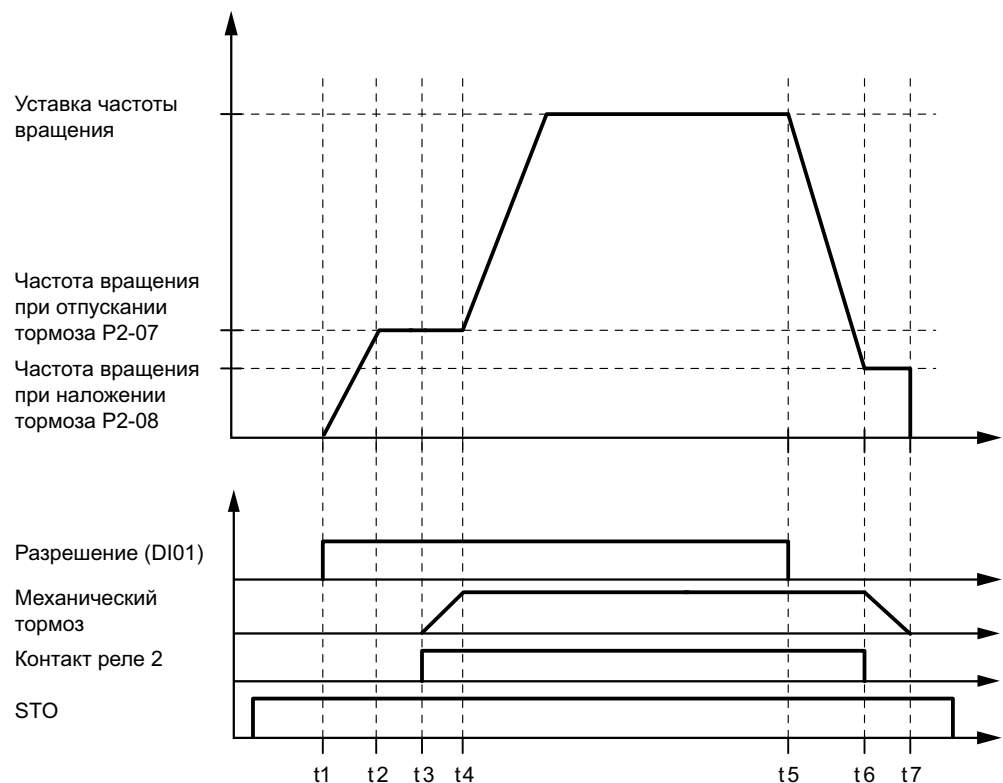 Уставка частоты
вращения
Частота вращения
при отпускании
тормоза P2-07
Частота вращения
при наложении
тормоза P2-08
Разрешение (DI01)
Механический
тормоз
Контакт реле 2
STO
t1 t2 t3 t4 t5 t6 t7